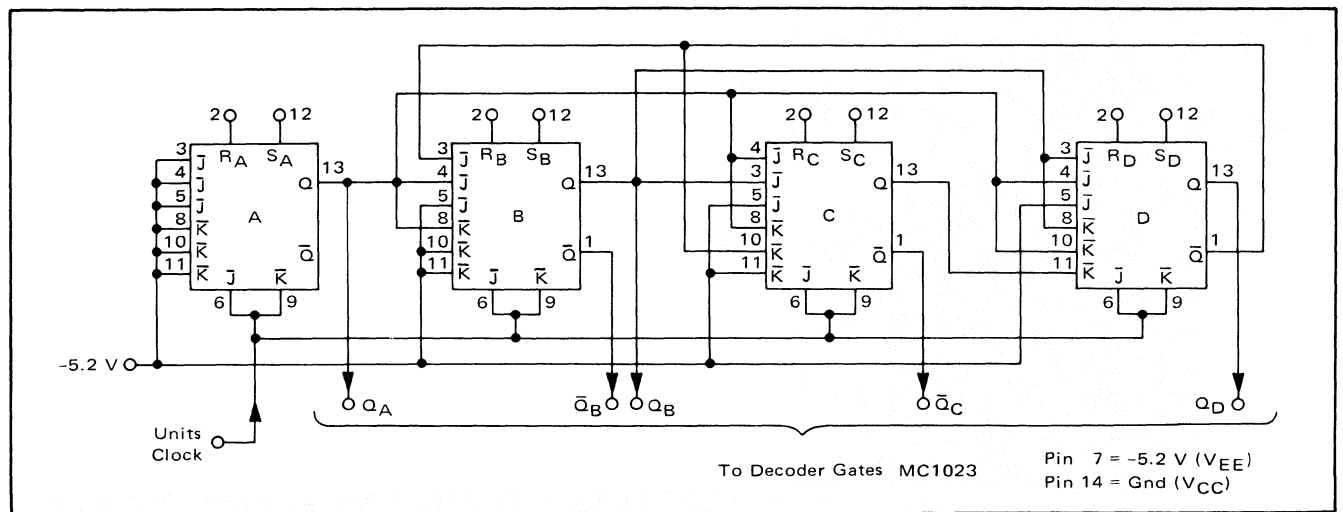 2 12 2 12 2 12 2 12
3 J̅ R_A S_A 3 J̅ R_B S_B 4 J̅ R_C S_C 3 J̅ R_D S_D
4 J̅ Q 13 4 J̅ Q 13 3 J̅ Q 13 4 J̅ Q 13
5 J̅ 5 J̅ 5 J̅ 5 J̅
A B C D
8 K̅ 8 K̅ 8 K̅ 8 K̅
10 K̅ Q̅ 10 K̅ Q̅ 1 10 K̅ Q̅ 1 10 K̅ Q̅ 1
11 K̅ J̅ K̅ 11 K̅ J̅ K̅ 11 K̅ J̅ K̅ 11 K̅ J̅ K̅
6 9 6 9 6 9 6 9
-5.2 V
Q_A Q̅_B Q_B Q̅_C Q_D
Units
Clock
To Decoder Gates MC1023
Pin 7 = -5.2 V (V_EE)
Pin 14 = Gnd (V_CC)